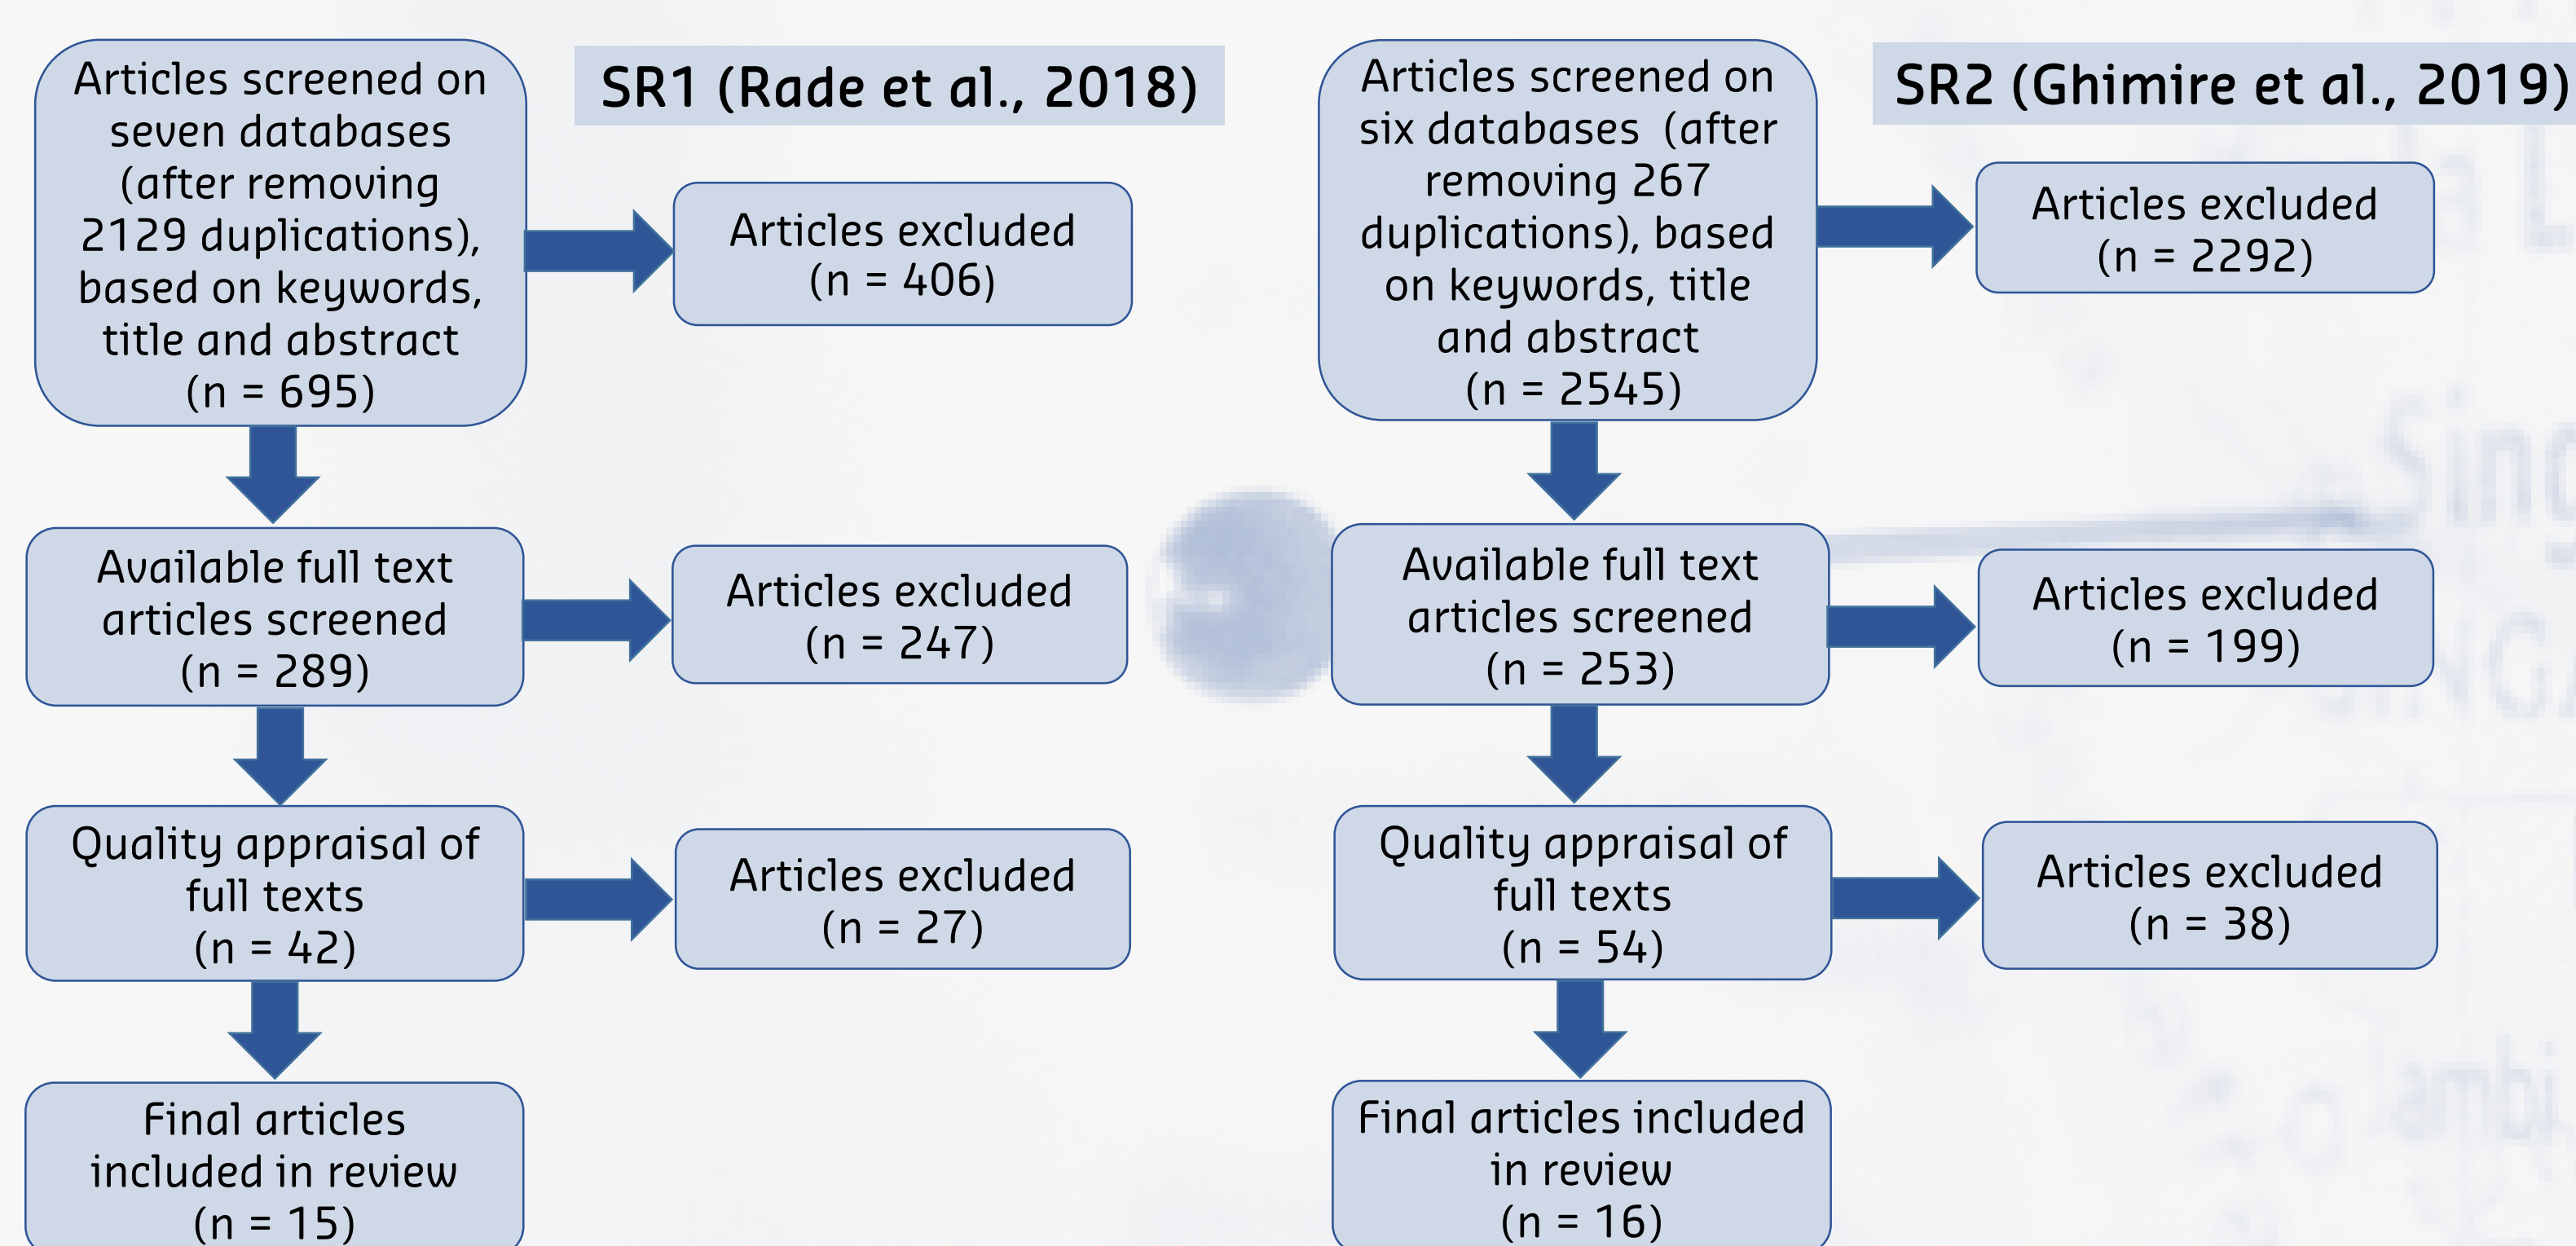 Articles screened on
seven databases
(after removing
2129 duplications),
based on keywords,
title and abstract
(n = 695)
SR1 (Rade et al., 2018)
Articles excluded
(n = 406)
Available full text
articles screened
(n = 289)
Articles excluded
(n = 247)
Quality appraisal of
full texts
(n = 42)
Articles excluded
(n = 27)
Final articles
included in review
(n = 15)
Articles screened on
six databases (after
removing 267
duplications), based
on keywords, title
and abstract
(n = 2545)
SR2 (Ghimire et al., 2019)
Articles excluded
(n = 2292)
Available full text
articles screened
(n = 253)
Articles excluded
(n = 199)
Quality appraisal of
full texts
(n = 54)
Articles excluded
(n = 38)
Final articles included
in review
(n = 16)